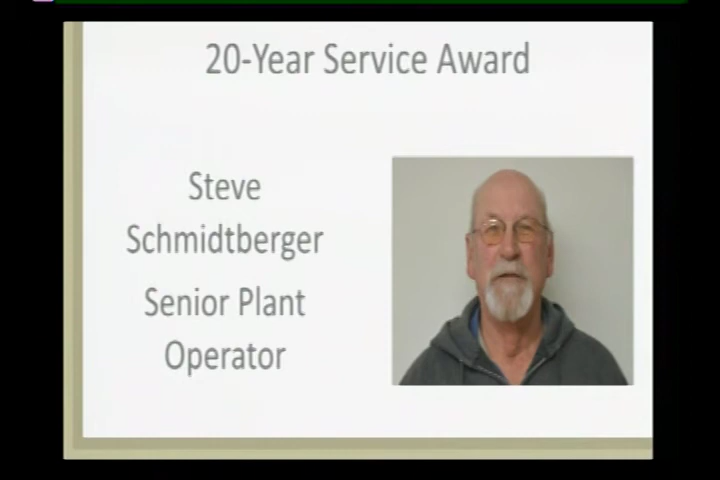 20-Year Service Award
Steve
Schmidtberger
Senior Plant
Operator